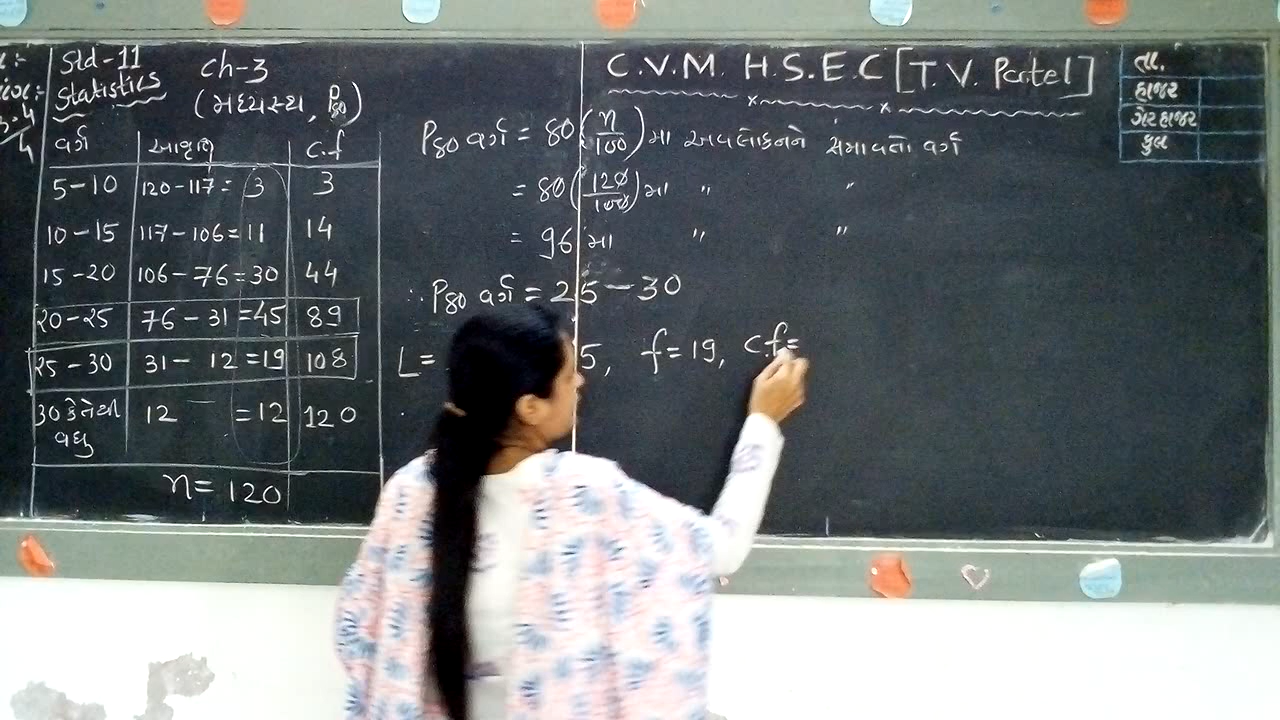 Std-11
Statistics
Ch-3
(મધ્યસ્થ, P80)
વર્ગ આવૃત્તિ C.f
5-10 120-117= 3 3
10-15 117-106=11 14
15-20 106-76=30 44
20-25 76-31=45 89
25-30 31-12=19 108
30 કે તેથી વધુ 12 =12 120
n=120
C.V.M. H.S.E.C [T.V. Patel]
P80 વર્ગ = 80(n/100)માં અવલોકનને સમાવતો વર્ગ
= 80(120/100)માં " "
= 96 માં " "
∴ P80 વર્ગ = 25-30
L= 5, f=19, C.f=
તા.
હાજર
ગેરહાજર
કુલ